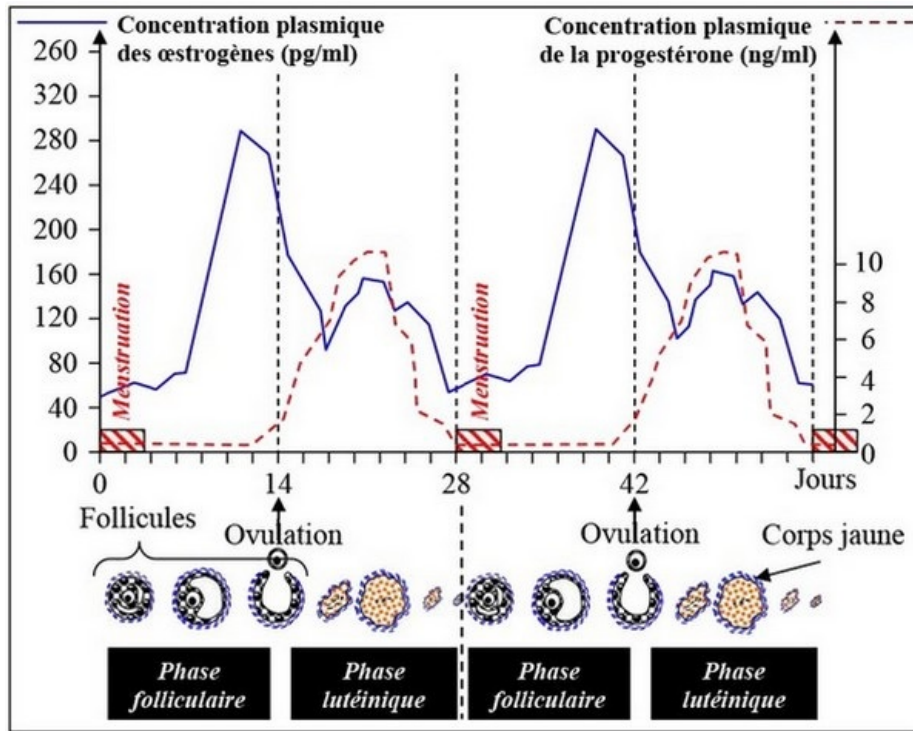 Concentration plasmique
des œstrogènes (pg/ml)
Concentration plasmique
de la progestérone (ng/ml)
260
320
280
240
200
160
120
80
40
0
Menstruation
Menstruation
10
8
6
4
2
0
0
14
28
42
Jours
Follicules
Ovulation
Ovulation
Corps jaune
Phase
folliculaire
Phase
lutéinique
Phase
folliculaire
Phase
lutéinique